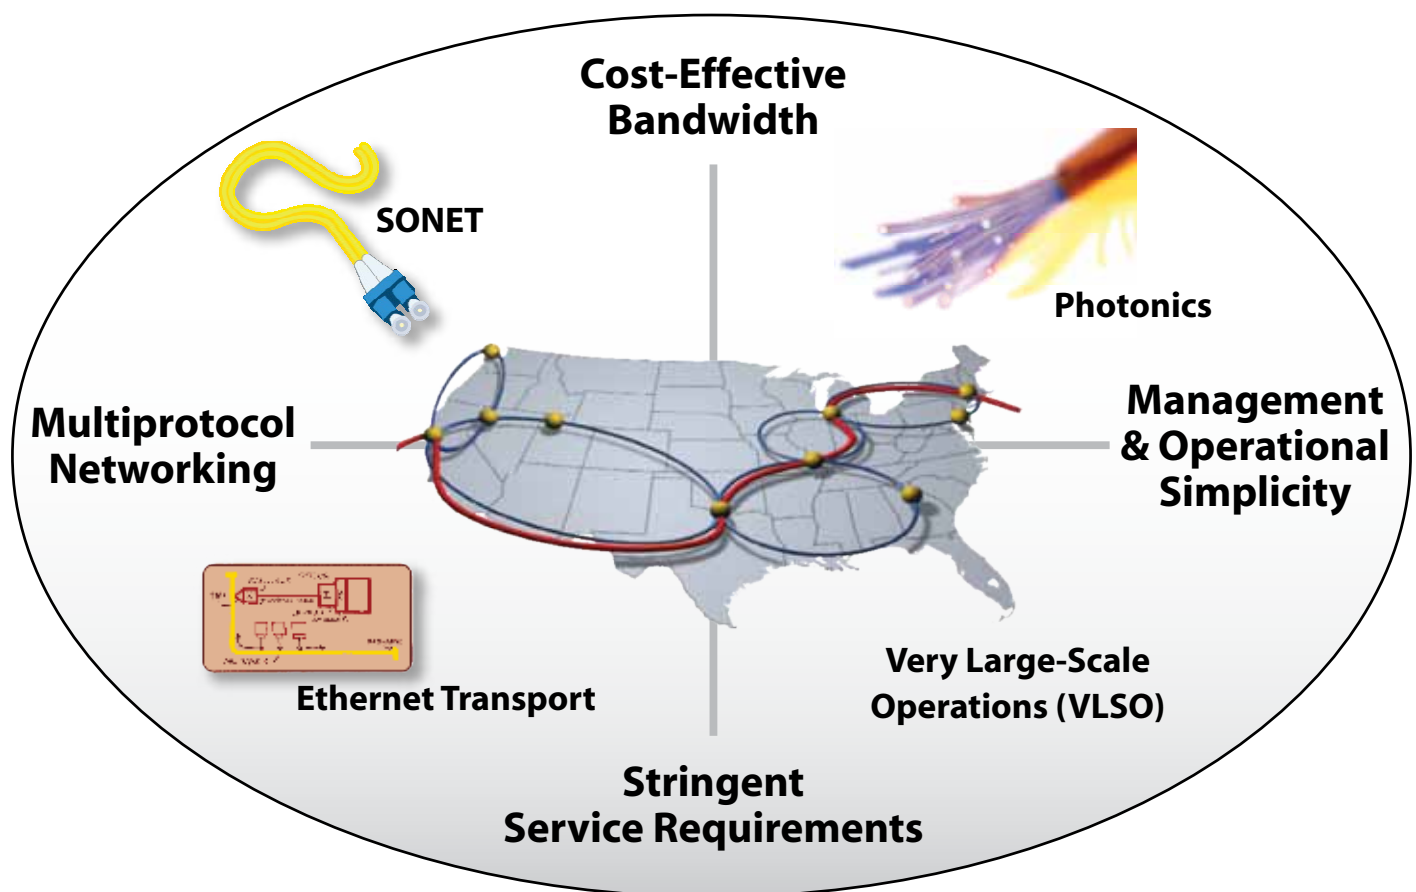 Cost-Effective
Bandwidth
SONET
Photonics
Multiprotocol
Networking
Management
& Operational
Simplicity
Ethernet Transport
Very Large-Scale
Operations (VLSO)
Stringent
Service Requirements